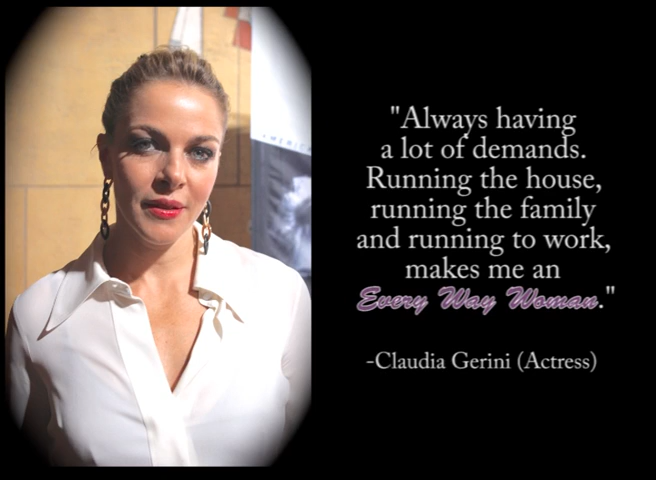 "Always having
a lot of demands.
Running the house,
running the family
and running to work,
makes me an
Every Way Woman."
-Claudia Gerini (Actress)